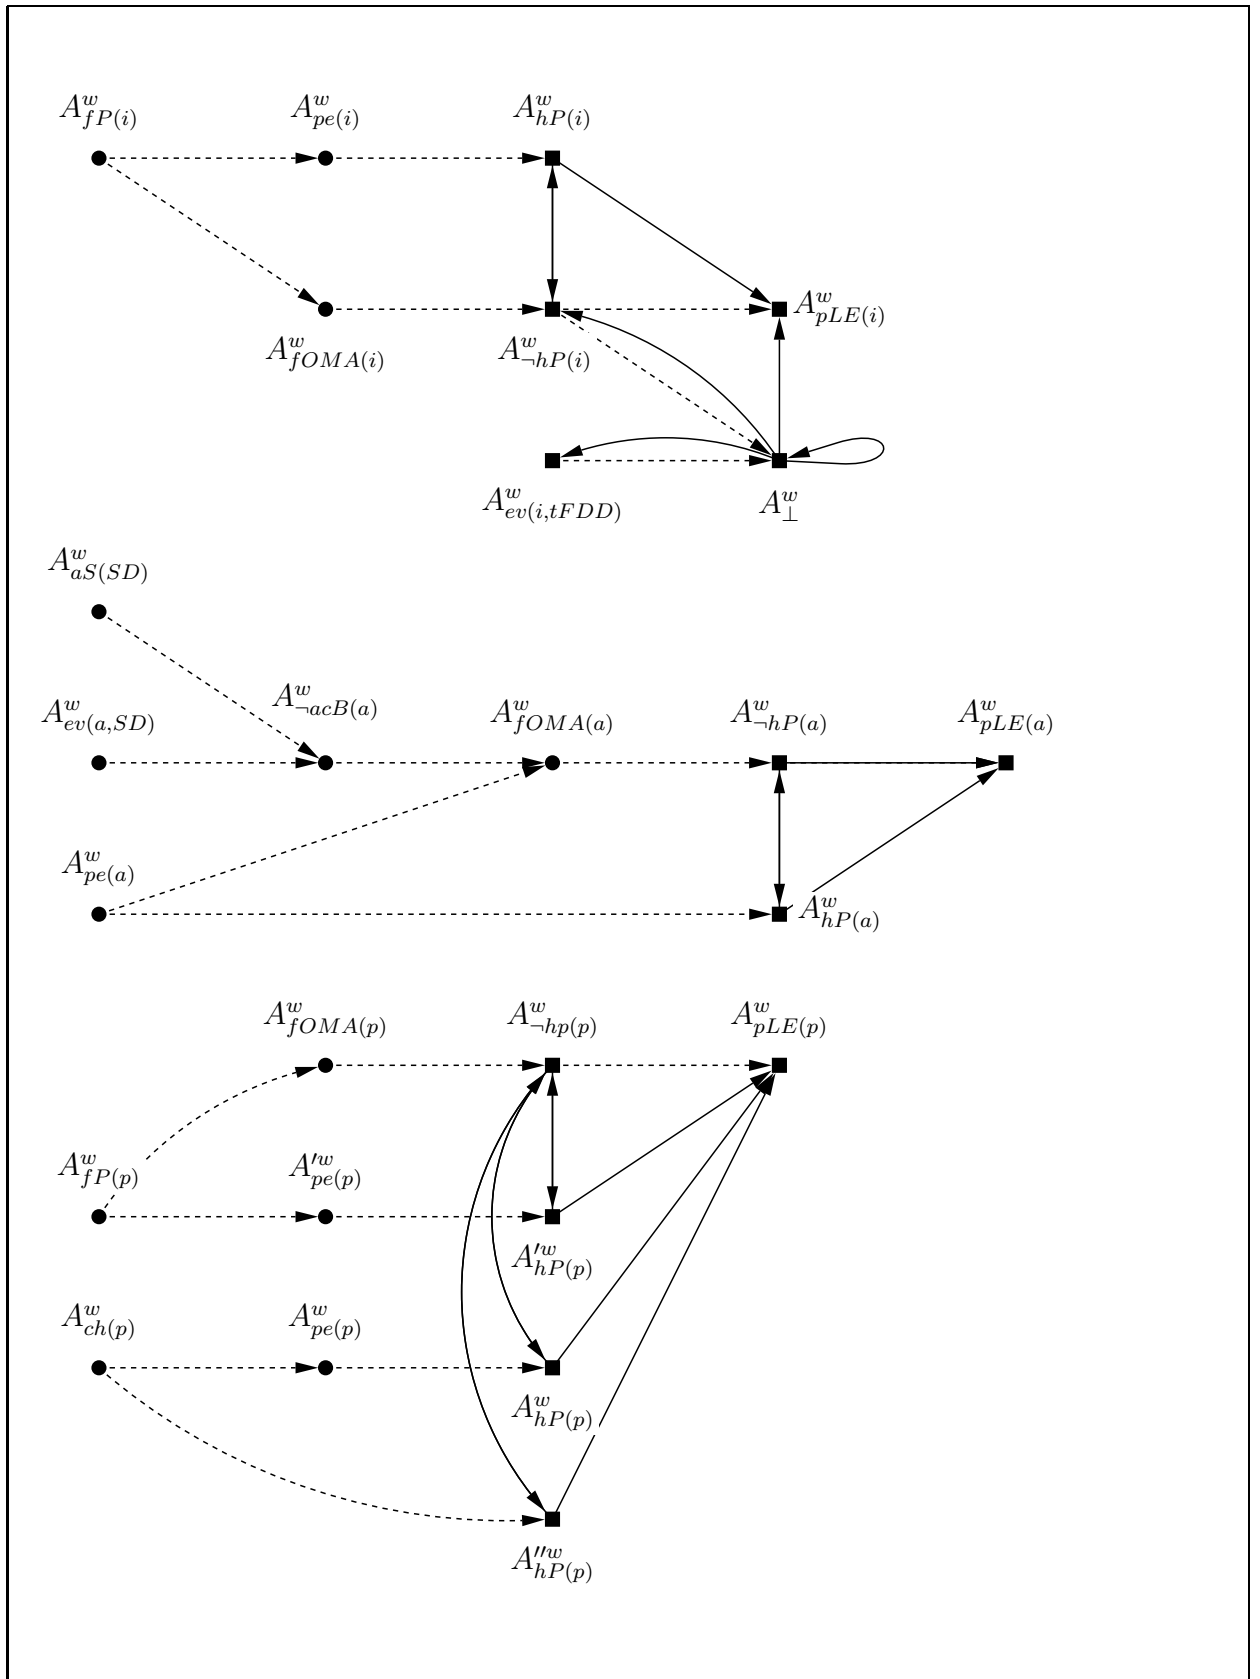 A^w_{fP(i)} A^w_{pe(i)} A^w_{hP(i)}
A^w_{pLE(i)}
A^w_{fOMA(i)} A^w_{¬hP(i)}
A^w_{ev(i,tFDD)} A^w_⊥
A^w_{aS(SD)}
A^w_{ev(a,SD)} A^w_{¬acB(a)} A^w_{fOMA(a)} A^w_{¬hP(a)} A^w_{pLE(a)}
A^w_{pe(a)}
A^w_{hP(a)}
A^w_{fOMA(p)} A^w_{¬hp(p)} A^w_{pLE(p)}
A^w_{fP(p)} A'^w_{pe(p)}
A'^w_{hP(p)}
A^w_{ch(p)} A^w_{pe(p)}
A^w_{hP(p)}
A''^w_{hP(p)}